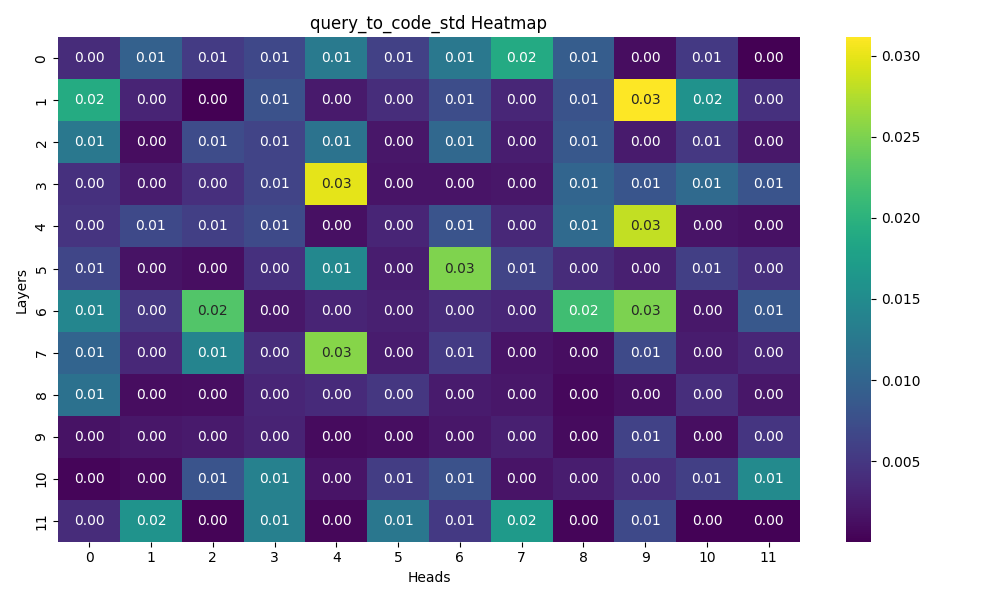 query_to_code_std Heatmap
0 0.00 0.01 0.01 0.01 0.01 0.01 0.01 0.02 0.01 0.00 0.01 0.00
1 0.02 0.00 0.00 0.01 0.00 0.00 0.01 0.00 0.01 0.03 0.02 0.00
2 0.01 0.00 0.01 0.01 0.01 0.00 0.01 0.00 0.01 0.00 0.01 0.00
3 0.00 0.00 0.00 0.01 0.03 0.00 0.00 0.00 0.01 0.01 0.01 0.01
4 0.00 0.01 0.01 0.01 0.00 0.00 0.01 0.00 0.01 0.03 0.00 0.00
5 0.01 0.00 0.00 0.00 0.01 0.00 0.03 0.01 0.00 0.00 0.01 0.00
6 0.01 0.00 0.02 0.00 0.00 0.00 0.00 0.00 0.02 0.03 0.00 0.01
7 0.01 0.00 0.01 0.00 0.03 0.00 0.01 0.00 0.00 0.01 0.00 0.00
8 0.01 0.00 0.00 0.00 0.00 0.00 0.00 0.00 0.00 0.00 0.00 0.00
9 0.00 0.00 0.00 0.00 0.00 0.00 0.00 0.00 0.00 0.01 0.00 0.00
10 0.00 0.00 0.01 0.01 0.00 0.01 0.01 0.00 0.00 0.00 0.01 0.01
11 0.00 0.02 0.00 0.01 0.00 0.01 0.01 0.02 0.00 0.01 0.00 0.00
0 1 2 3 4 5 6 7 8 9 10 11
Heads
Layers
0.030
0.025
0.020
0.015
0.010
0.005